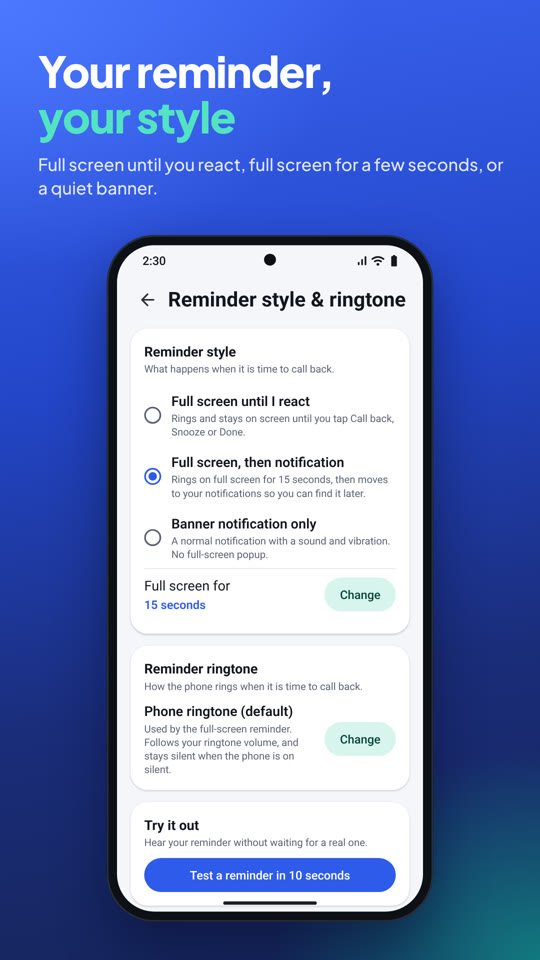 Your reminder,
your style
Full screen until you react, full screen for a few seconds, or
a quiet banner.
2:30
Reminder style & ringtone
Reminder style
What happens when it is time to call back.
Full screen until I react
Rings and stays on screen until you tap Call back,
Snooze or Done.
Full screen, then notification
Rings on full screen for 15 seconds, then moves
to your notifications so you can find it later.
Banner notification only
A normal notification with a sound and vibration.
No full-screen popup.
Full screen for
15 seconds
Change
Reminder ringtone
How the phone rings when it is time to call back.
Phone ringtone (default)
Used by the full-screen reminder.
Follows your ringtone volume, and
stays silent when the phone is on
silent.
Change
Try it out
Hear your reminder without waiting for a real one.
Test a reminder in 10 seconds